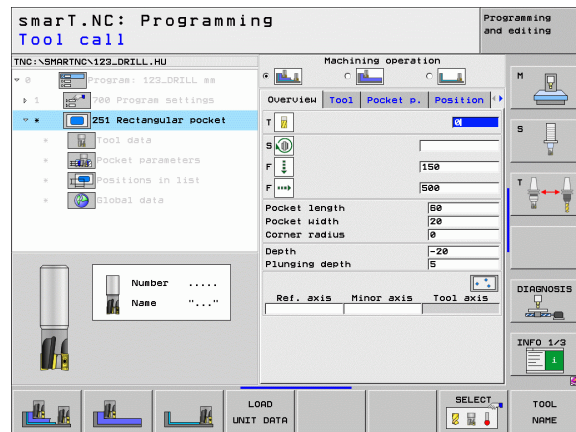 smarT.NC: Programming
Tool call
Programming
and editing
TNC:\SMARTNC\123_DRILL.HU
Machining operation
0 Program: 123_DRILL mm
1 700 Program settings
* 251 Rectangular pocket
* Tool data
* Pocket parameters
* Positions in list
* Global data
Overview Tool Pocket p. Position
T 0
S
F 150
F 500
Pocket length 60
Pocket width 20
Corner radius 0
Depth -20
Plunging depth 5
Ref. axis Minor axis Tool axis
Number .....
Name "..."
M
S
T
DIAGNOSIS
INFO 1/3
i
LOAD
UNIT DATA
SELECT
TOOL
NAME